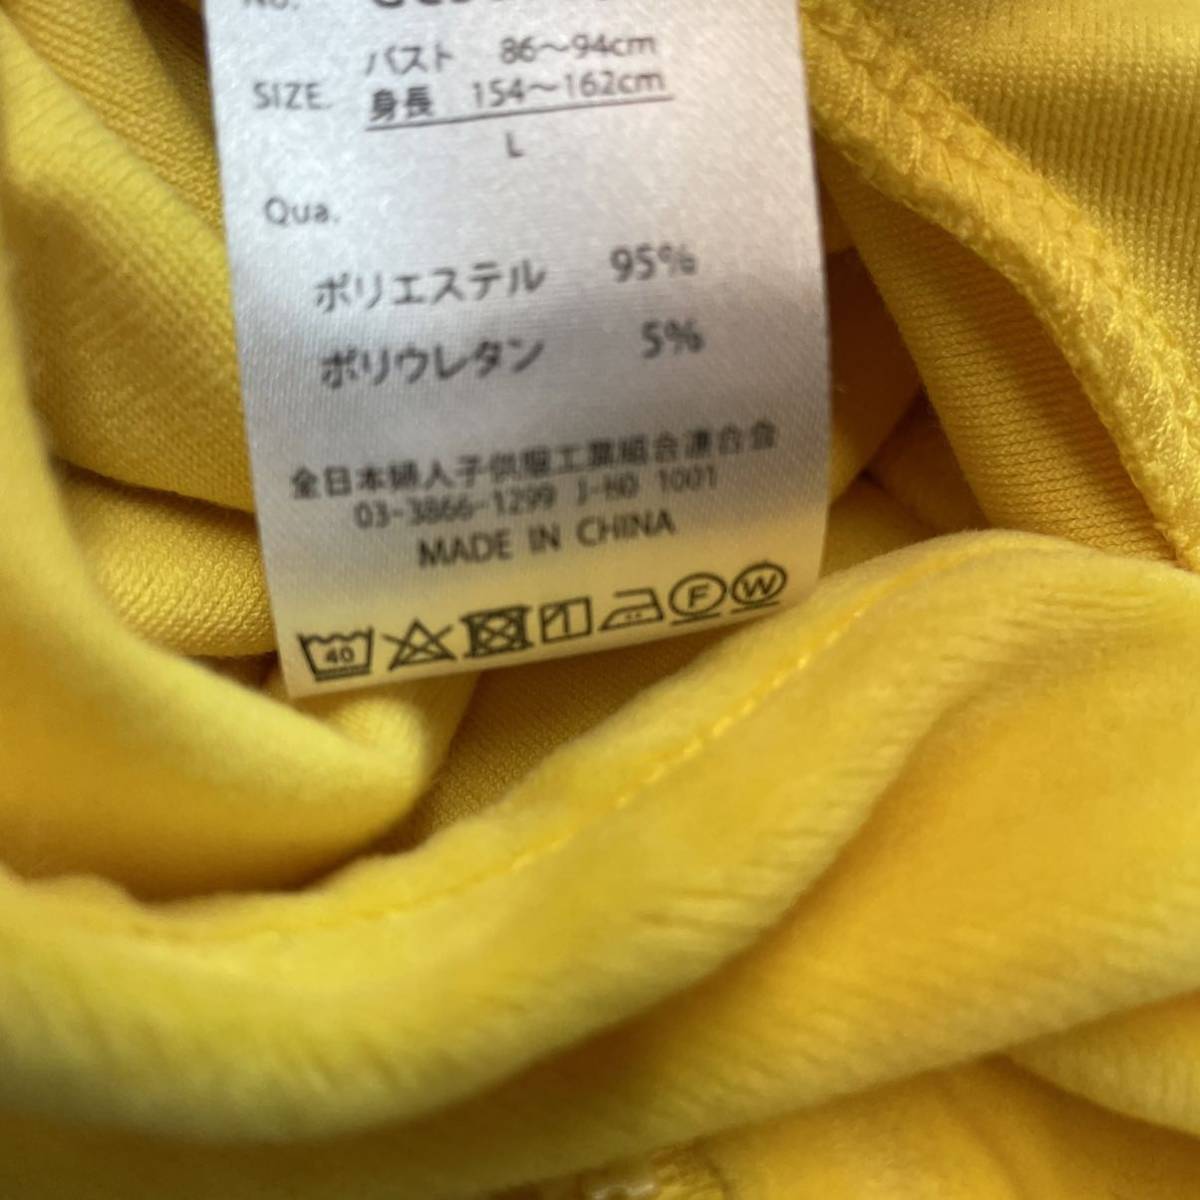 No.
バスト 86～94cm
SIZE. 身長 154～162cm
L
Qua.
ポリエステル 95%
ポリウレタン 5%
全日本婦人子供服工業組合連合会
03-3866-1299 J-H0 1001
MADE IN CHINA
40 F W